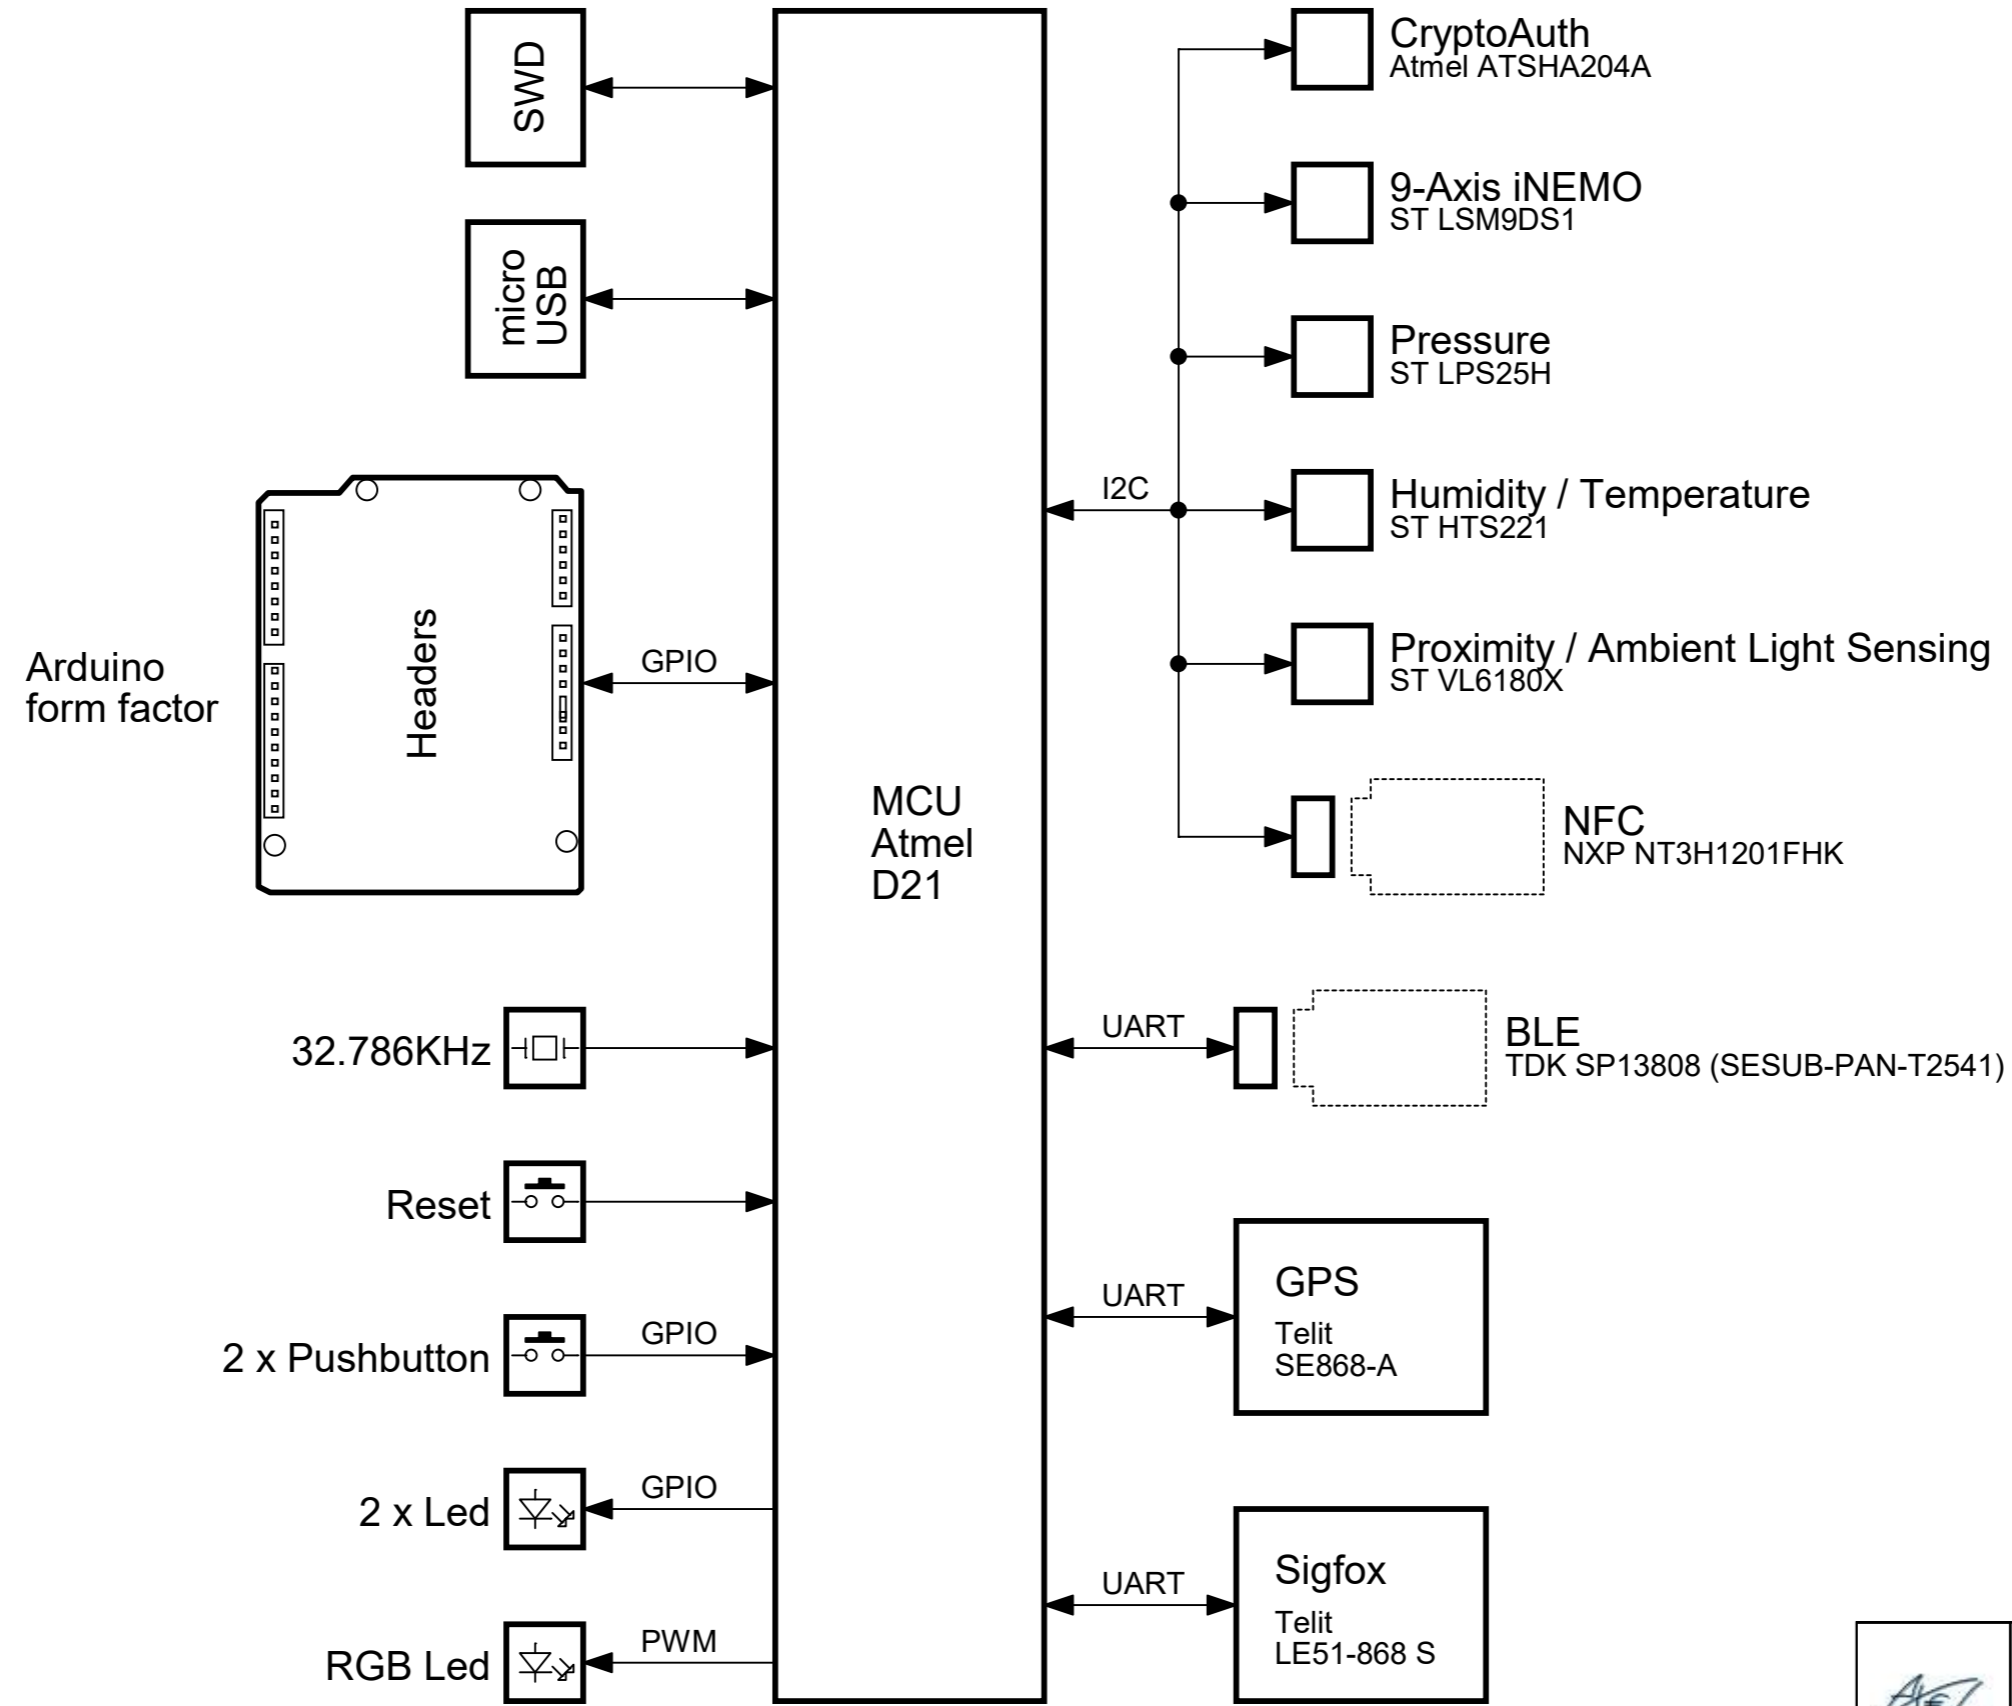 SWD
micro
USB
Arduino
form factor
Headers
GPIO
32.786KHz
Reset
2 x Pushbutton
GPIO
2 x Led
GPIO
RGB Led
PWM
MCU
Atmel
D21
I2C
CryptoAuth
Atmel ATSHA204A
9-Axis iNEMO
ST LSM9DS1
Pressure
ST LPS25H
Humidity / Temperature
ST HTS221
Proximity / Ambient Light Sensing
ST VL6180X
NFC
NXP NT3H1201FHK
UART
BLE
TDK SP13808 (SESUB-PAN-T2541)
UART
GPS
Telit
SE868-A
UART
Sigfox
Telit
LE51-868 S